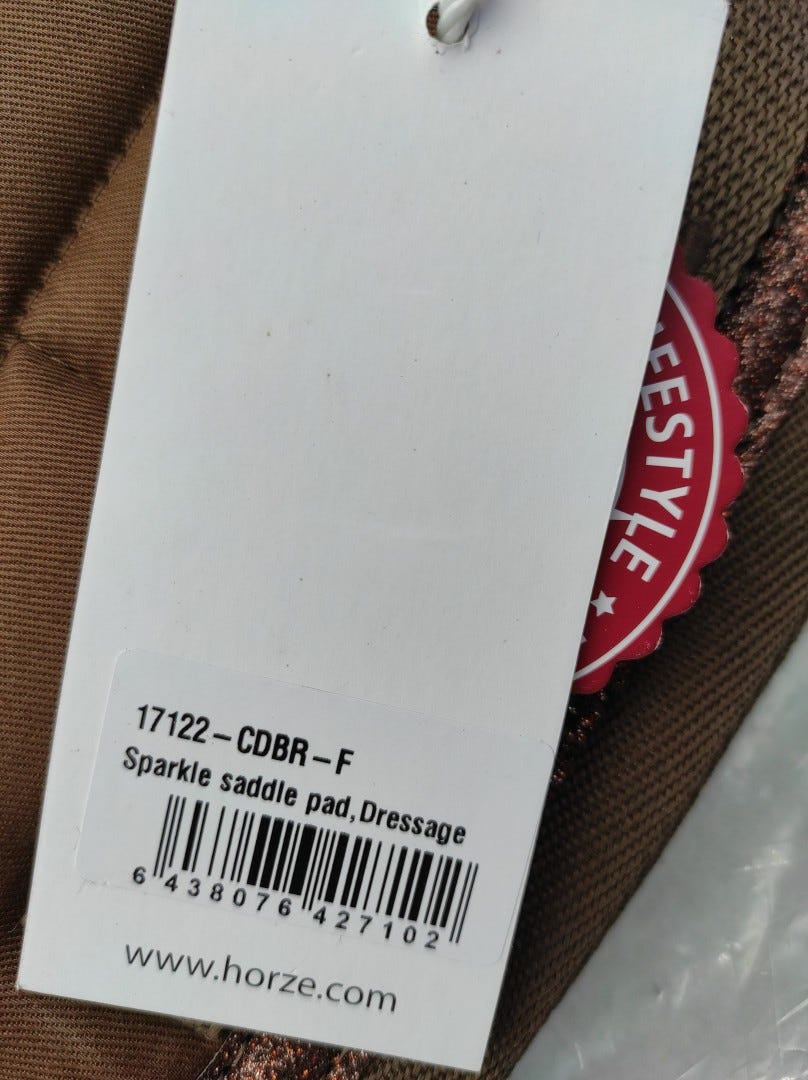 17122-CDBR-F
Sparkle saddle pad, Dressage
6 438076 427102
www.horze.com